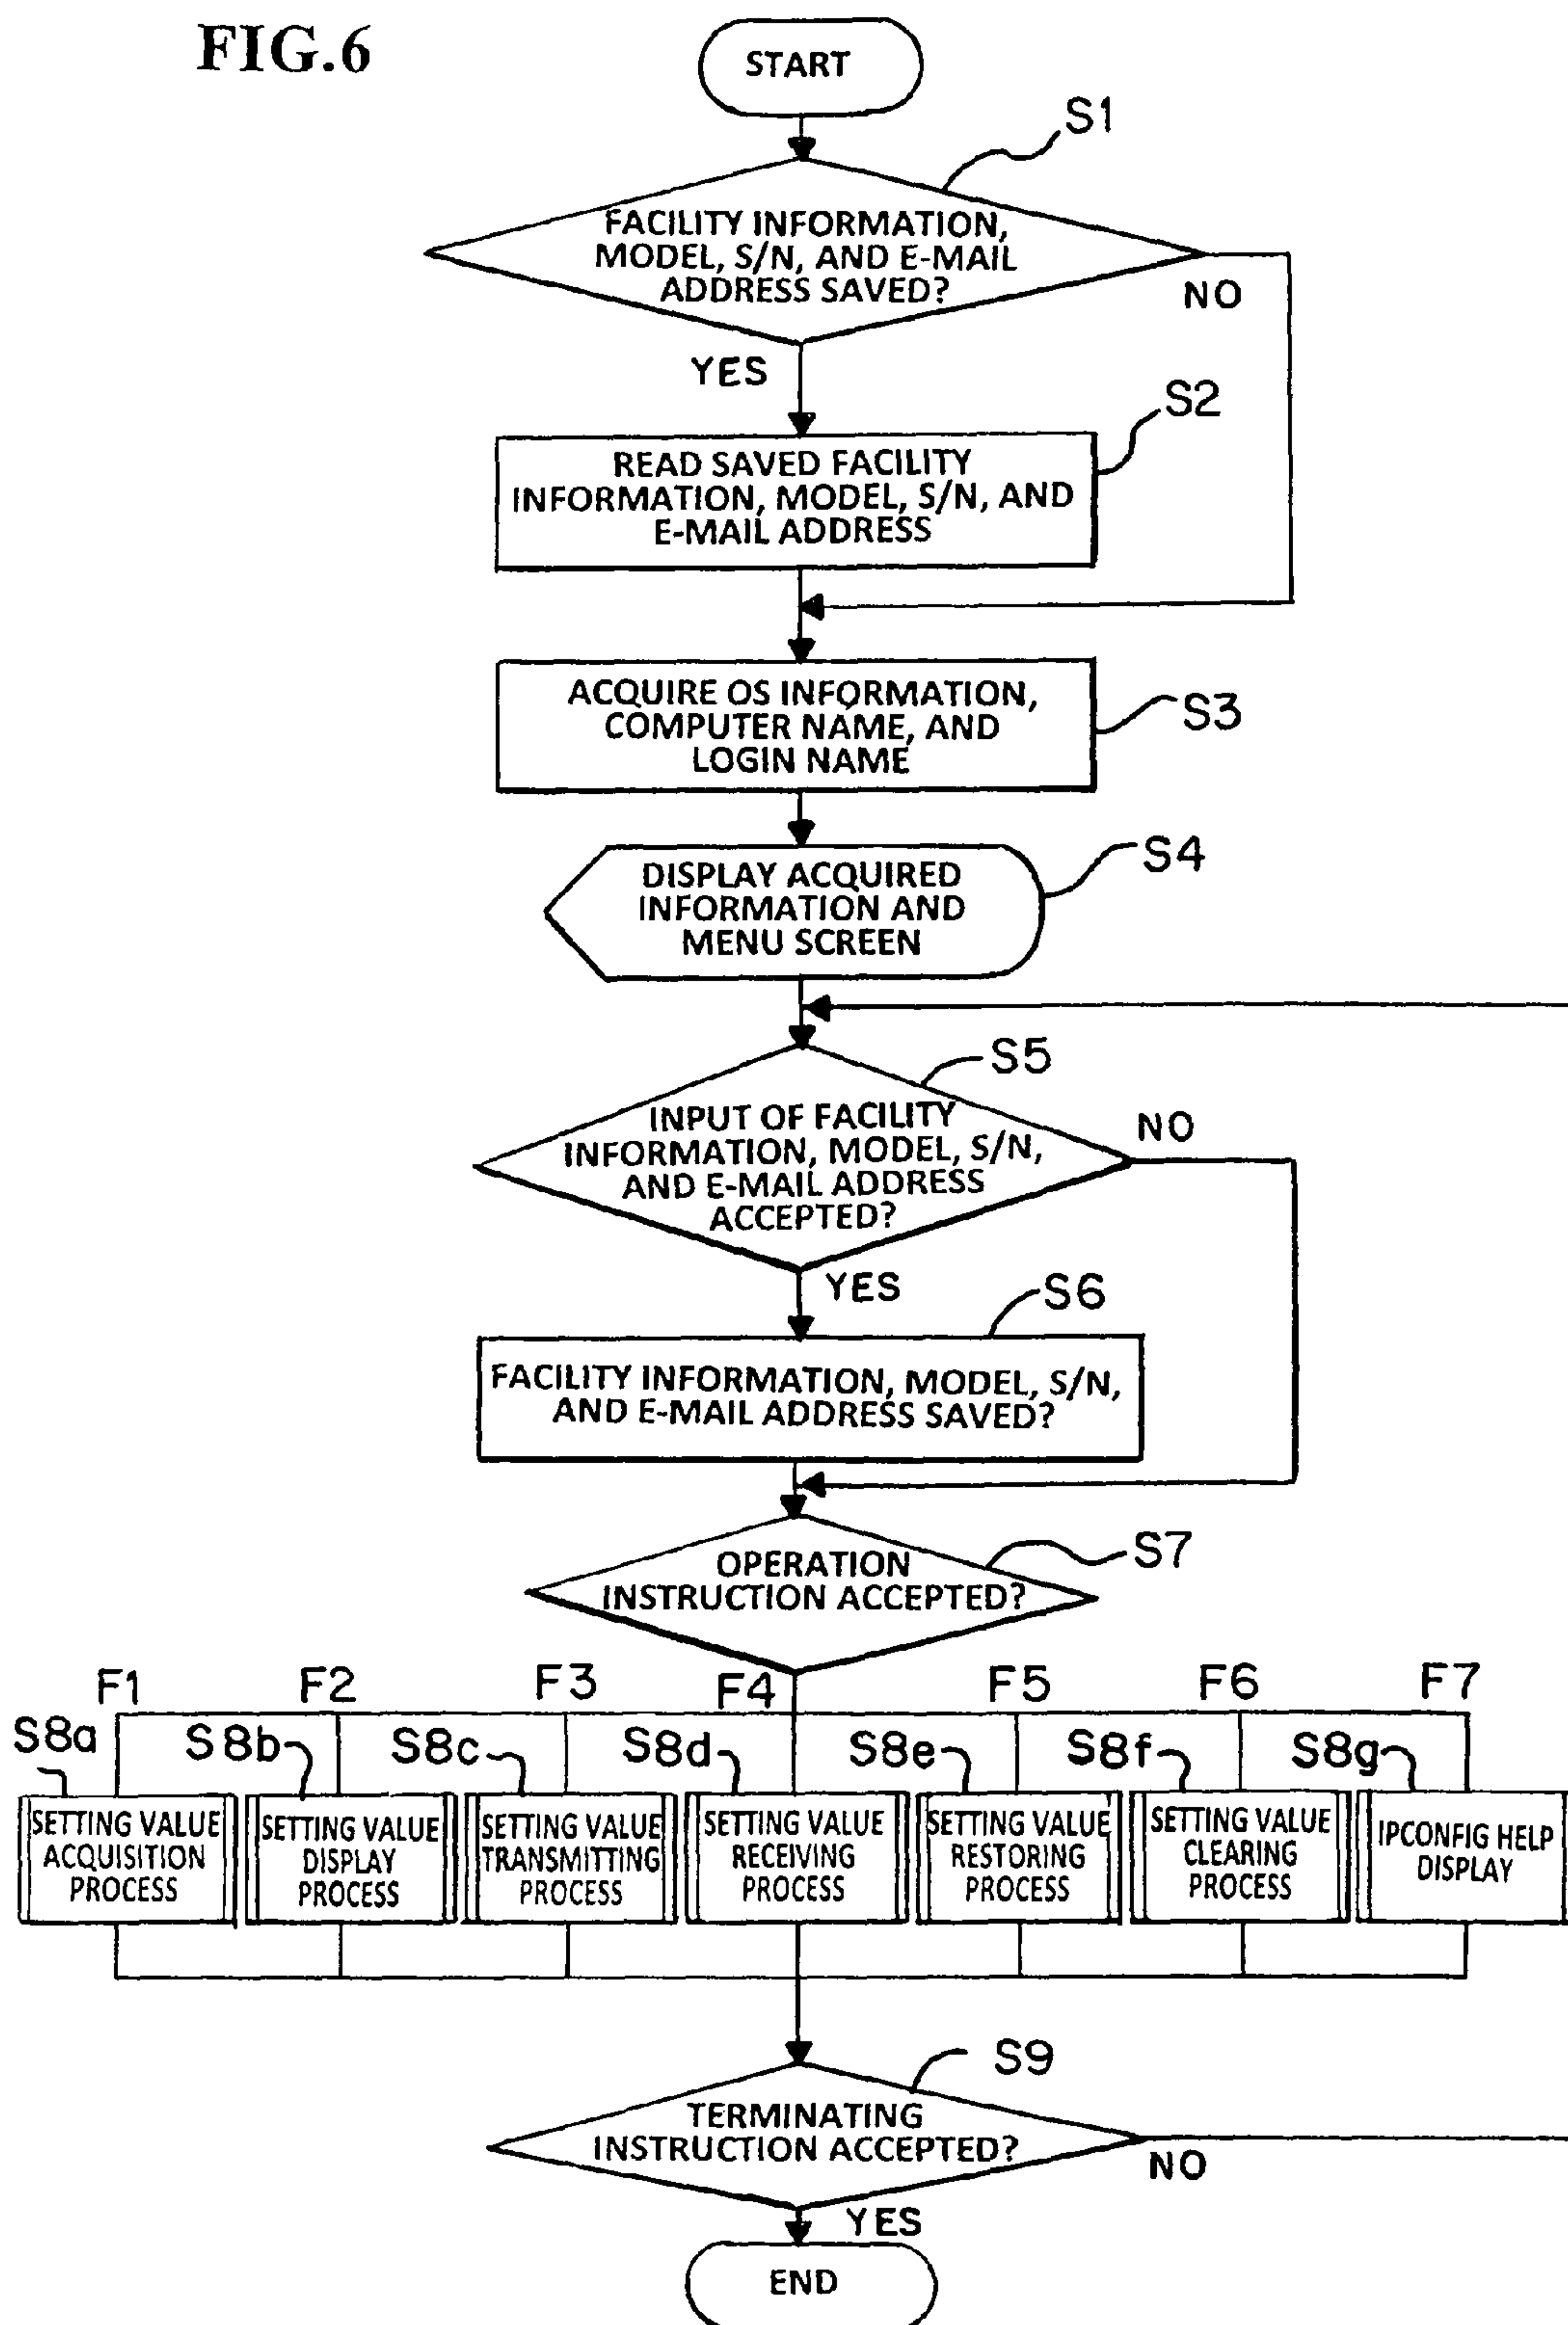 FIG.6
START
S1
FACILITY INFORMATION,
MODEL, S/N, AND E-MAIL
ADDRESS SAVED?
NO
YES
S2
READ SAVED FACILITY
INFORMATION, MODEL, S/N, AND
E-MAIL ADDRESS
ACQUIRE OS INFORMATION,
COMPUTER NAME, AND
LOGIN NAME
S3
S4
DISPLAY ACQUIRED
INFORMATION AND
MENU SCREEN
S5
INPUT OF FACILITY
INFORMATION, MODEL, S/N,
AND E-MAIL ADDRESS
ACCEPTED?
NO
YES
S6
FACILITY INFORMATION, MODEL, S/N,
AND E-MAIL ADDRESS SAVED?
S7
OPERATION
INSTRUCTION ACCEPTED?
F1 F2 F3 F4 F5 F6 F7
S8a S8b S8c S8d S8e S8f S8g
SETTING VALUE
ACQUISITION
PROCESS
SETTING VALUE
DISPLAY
PROCESS
SETTING VALUE
TRANSMITTING
PROCESS
SETTING VALUE
RECEIVING
PROCESS
SETTING VALUE
RESTORING
PROCESS
SETTING VALUE
CLEARING
PROCESS
IPCONFIG HELP
DISPLAY
S9
TERMINATING
INSTRUCTION ACCEPTED?
NO
YES
END